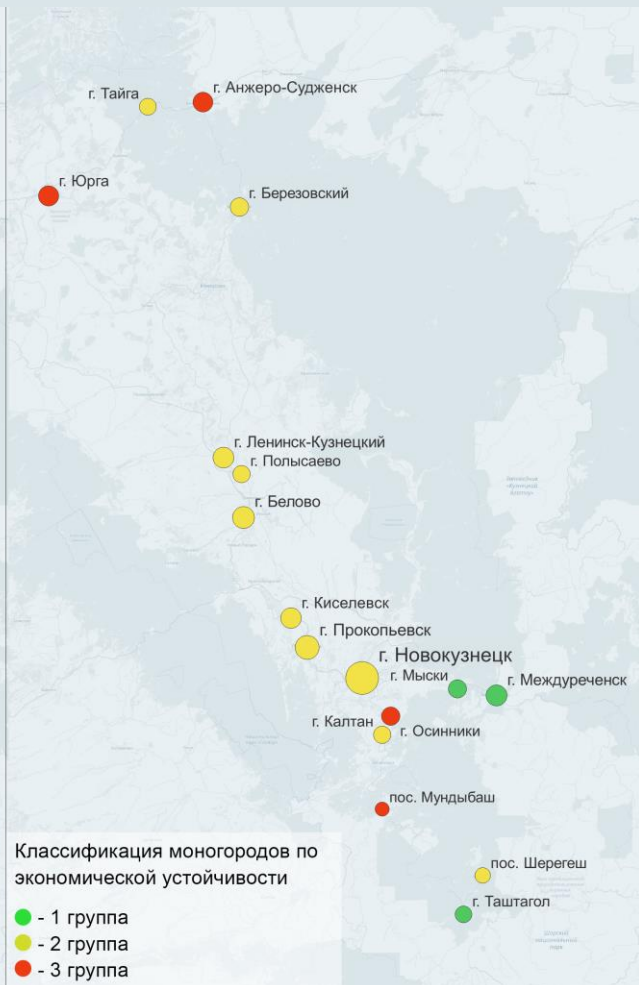 г. Тайга
г. Анжеро-Судженск
г. Юрга
г. Березовский
г. Ленинск-Кузнецкий
г. Полысаево
г. Белово
г. Киселевск
г. Прокопьевск
г. Новокузнецк
г. Мыски
г. Междуреченск
г. Калтан
г. Осинники
пос. Мундыбаш
пос. Шерегеш
г. Таштагол
Классификация моногородов по
экономической устойчивости
- 1 группа
- 2 группа
- 3 группа